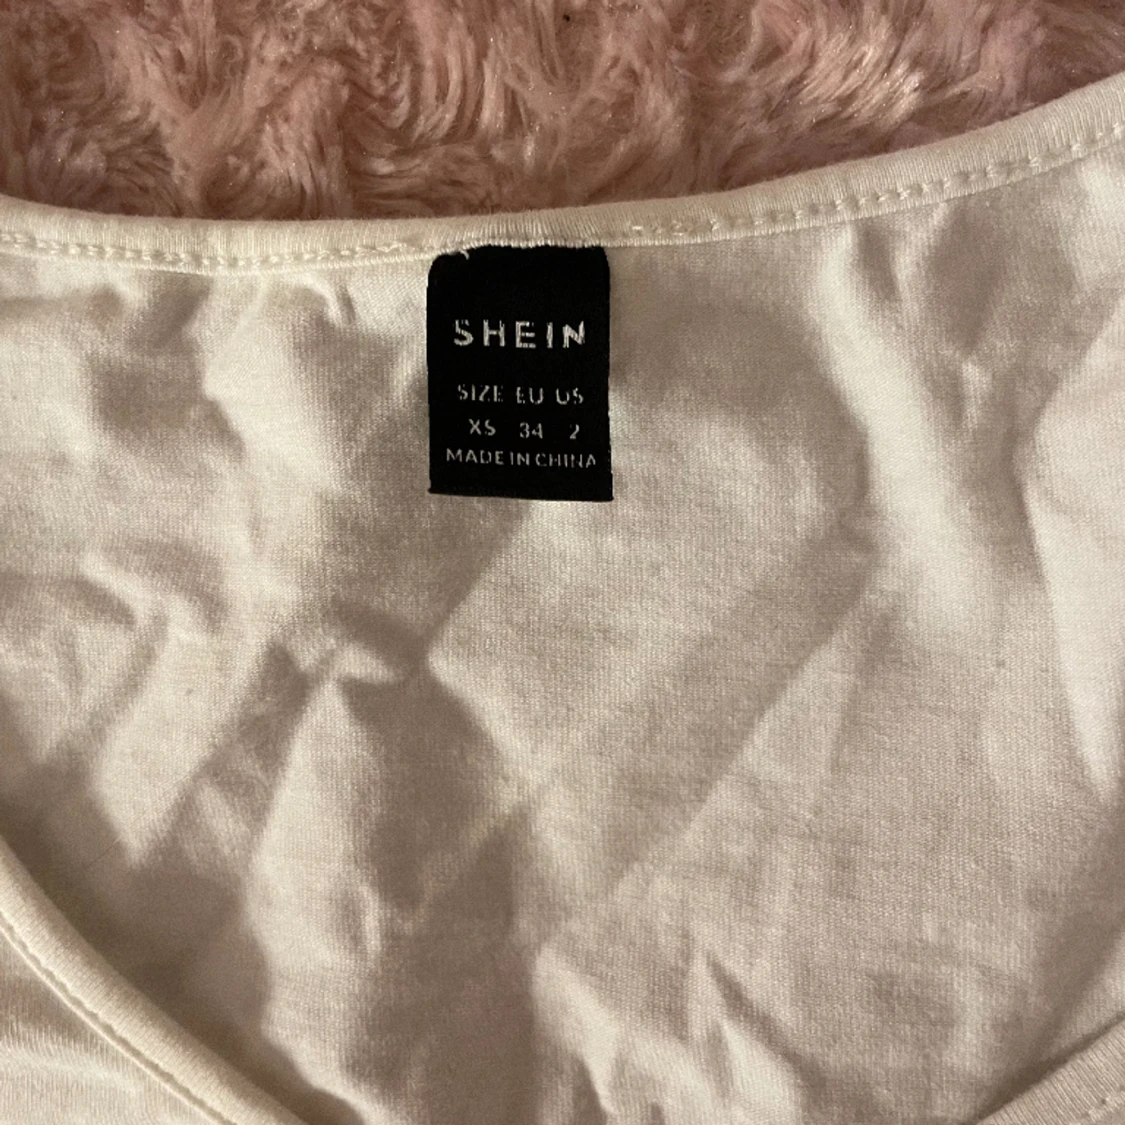 SHEIN
SIZE EU US
XS 34 2
MADE IN CHINA